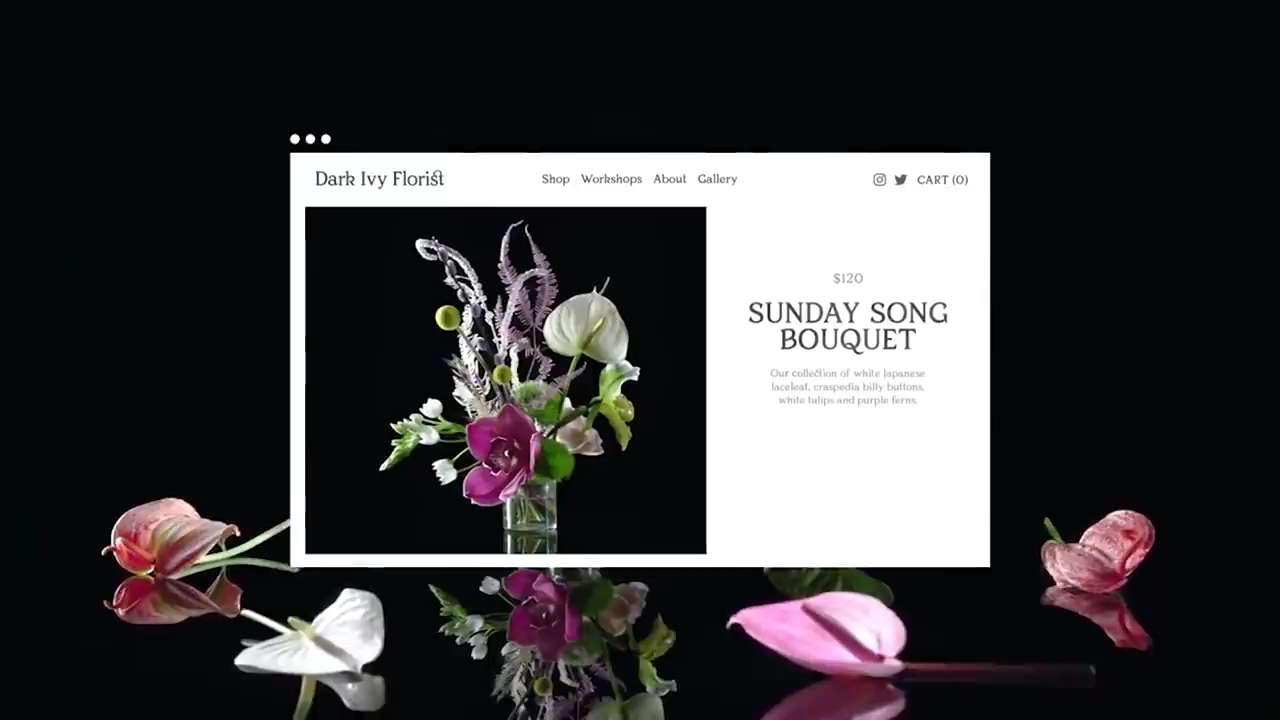 Dark Ivy Florist
Shop Workshops About Gallery
CART (0)
$120
SUNDAY SONG
BOUQUET
Our collection of white Japanese
laceleaf, craspedia billy buttons,
white tulips and purple ferns.